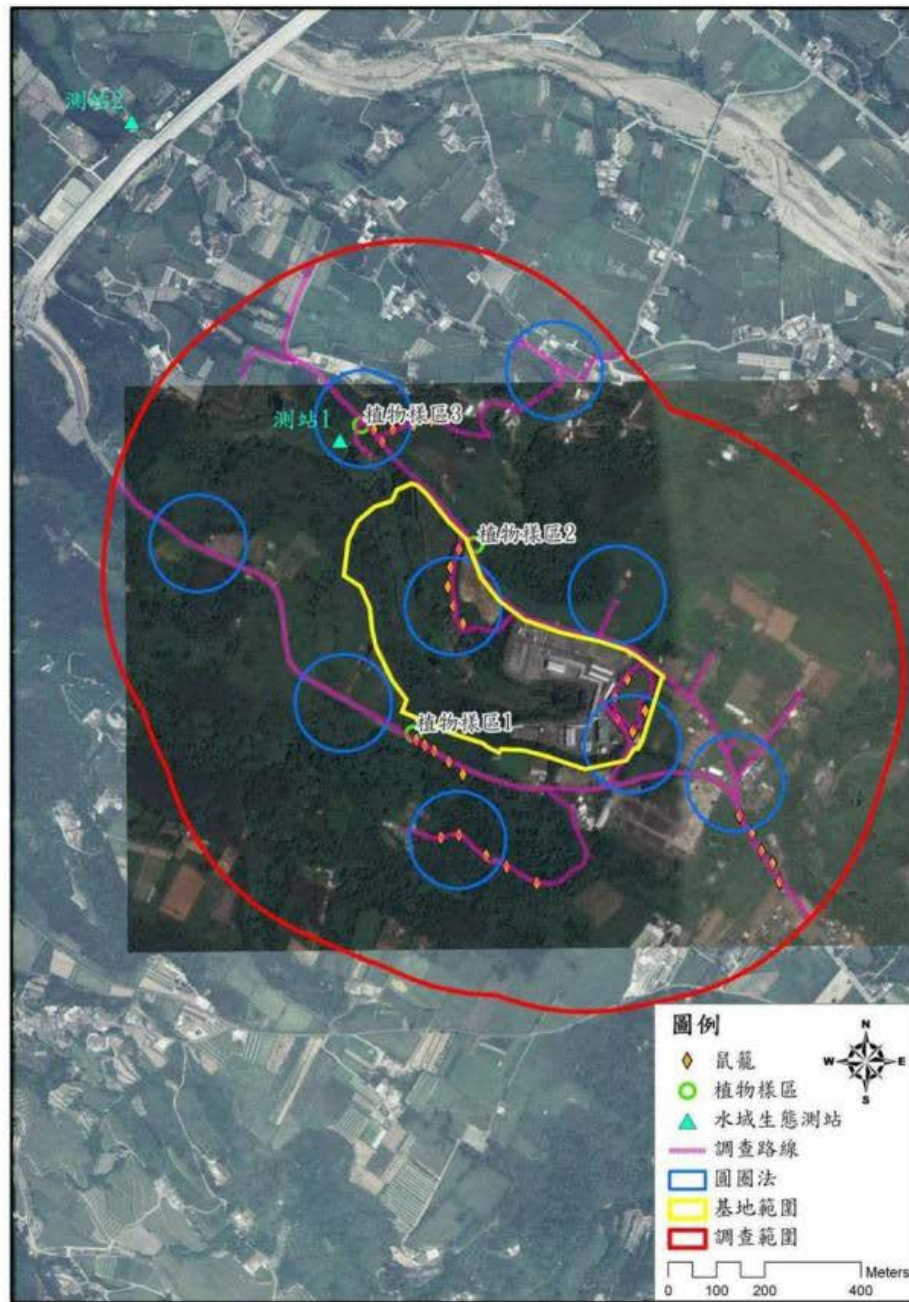 測站2
測站1
植物樣區3
植物樣區2
植物樣區1
圖例
鼠籠
植物樣區
水域生態測站
調查路線
圓圈法
基地範圍
調查範圍
N
W
E
S
Meters
0 100 200 400